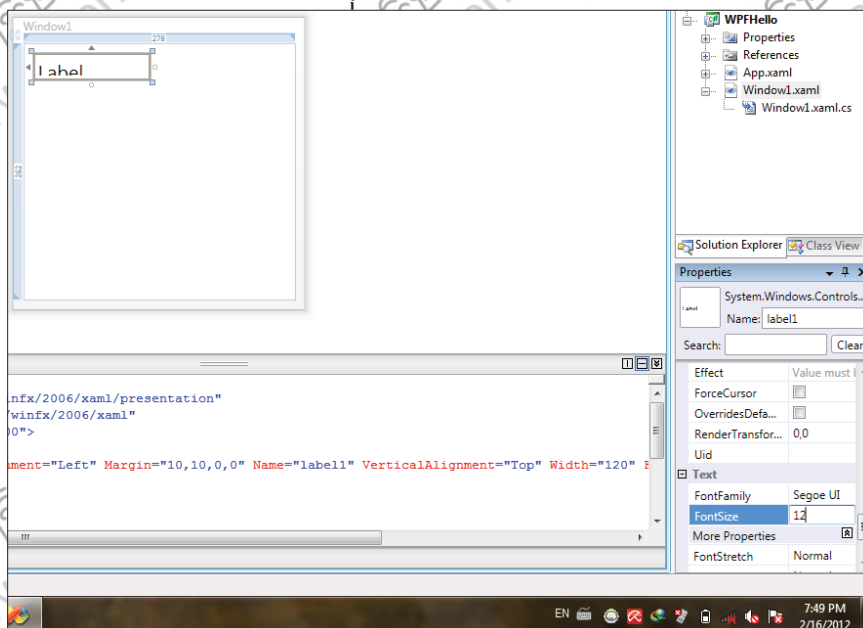 Window1
278
Label
262
WPFHello
Properties
References
App.xaml
Window1.xaml
Window1.xaml.cs
Solution Explorer Class View
Properties
System.Windows.Controls...
Label
Name: label1
Search: Clear
Effect Value must
ForceCursor
OverridesDefa...
RenderTransfor... 0,0
Uid
Text
FontFamily Segoe UI
FontSize 12
More Properties
FontStretch Normal
infx/2006/xaml/presentation"
/winfx/2006/xaml"
00">
nment="Left" Margin="10,10,0,0" Name="label1" VerticalAlignment="Top" Width="120"
EN
7:49 PM
2/16/2012